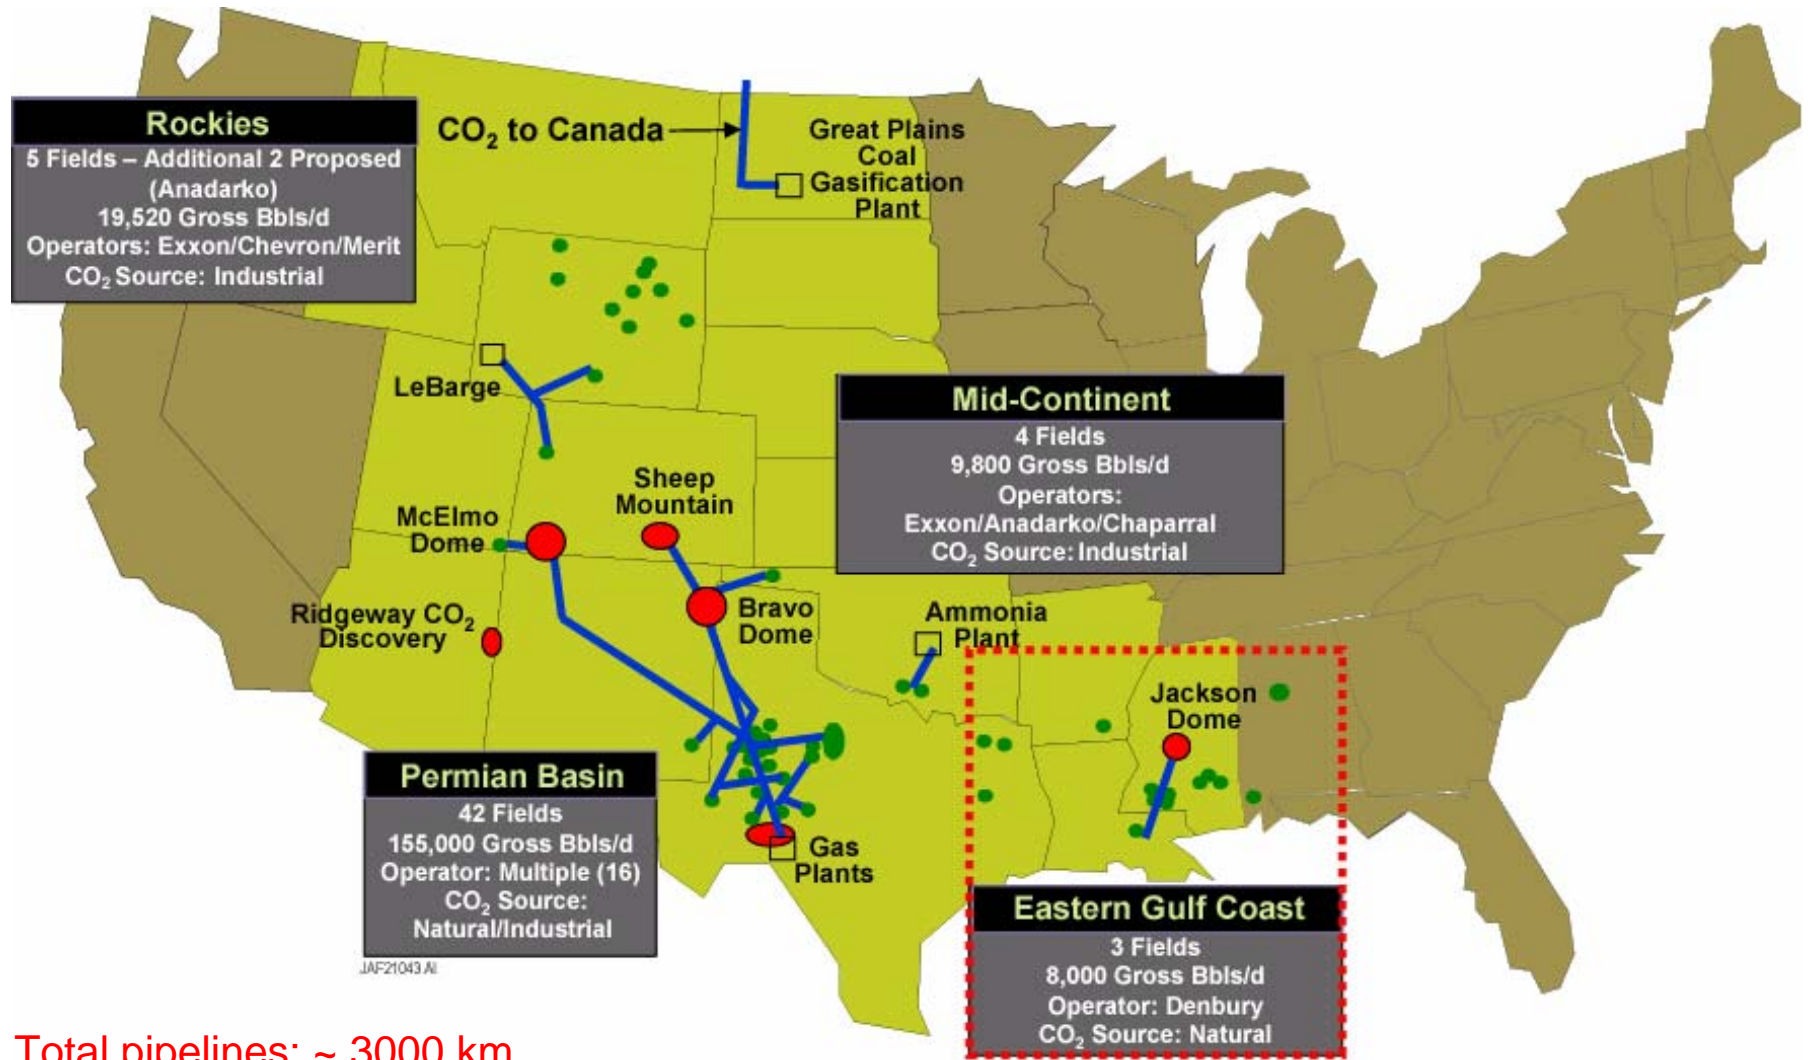 Rockies
5 Fields – Additional 2 Proposed
(Anadarko)
19,520 Gross Bbls/d
Operators: Exxon/Chevron/Merit
CO₂ Source: Industrial
CO₂ to Canada
Great Plains
Coal
Gasification
Plant
LeBarge
Mid-Continent
4 Fields
9,800 Gross Bbls/d
Operators:
Exxon/Anadarko/Chaparral
CO₂ Source: Industrial
Sheep
Mountain
McElmo
Dome
Ridgeway CO₂
Discovery
Bravo
Dome
Ammonia
Plant
Jackson
Dome
Permian Basin
42 Fields
155,000 Gross Bbls/d
Operator: Multiple (16)
CO₂ Source:
Natural/Industrial
Gas
Plants
Eastern Gulf Coast
3 Fields
8,000 Gross Bbls/d
Operator: Denbury
CO₂ Source: Natural
JAF21043.AI
Total pipelines: ~ 3000 km